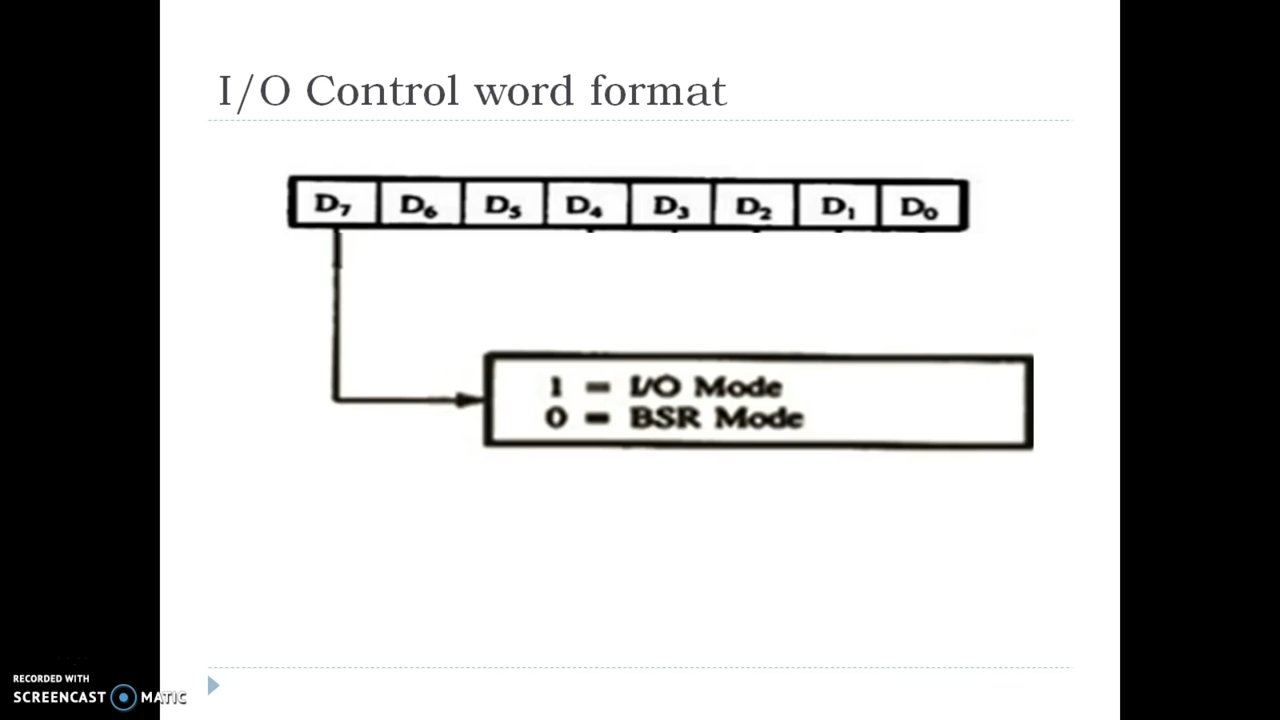 I/O Control word format
D₇ D₆ D₅ D₄ D₃ D₂ D₁ D₀
1 = I/O Mode
0 = BSR Mode
RECORDED WITH
SCREENCAST MATIC